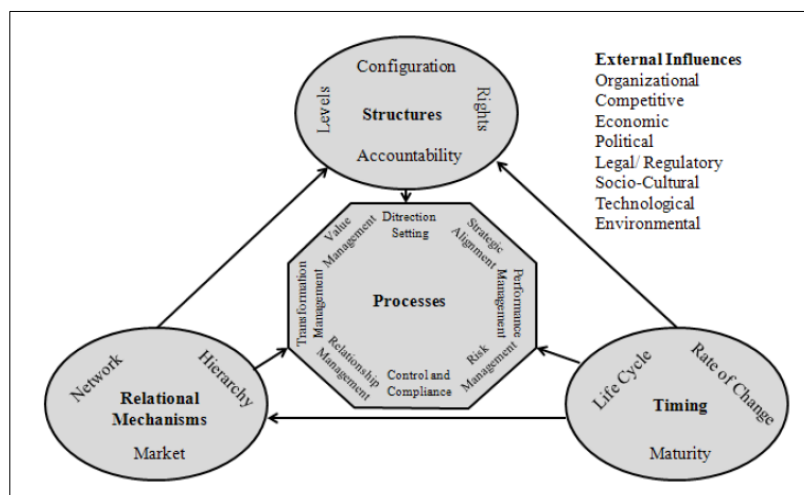 Configuration
Levels
Structures
Rights
Accountability
External Influences
Organizational
Competitive
Economic
Political
Legal/ Regulatory
Socio-Cultural
Technological
Environmental
Value
Management
Ditrection
Setting
Strategic
Alignment
Transformation
Management
Processes
Performance
Management
Relationship
Management
Control and
Compliance
Risk
Management
Network
Hierarchy
Relational
Mechanisms
Market
Life Cycle
Rate of Change
Timing
Maturity